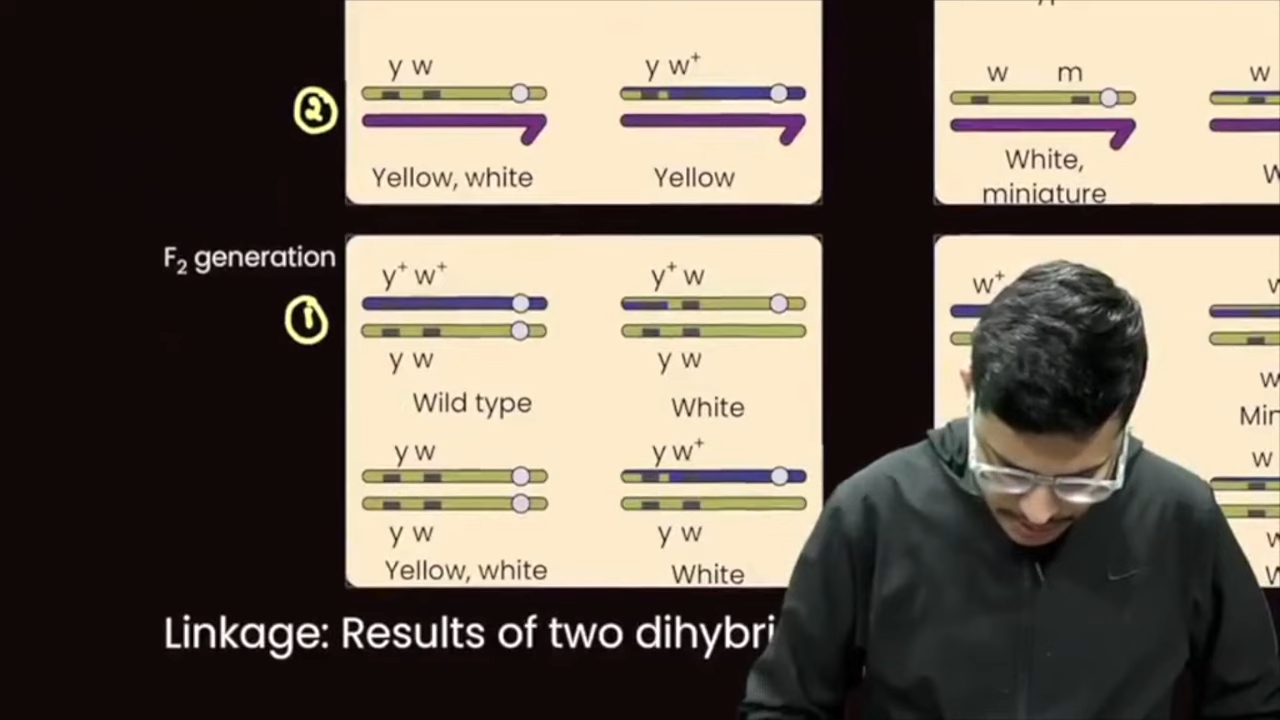 y w
y w⁺
w m
w
②
Yellow, white
Yellow
White,
miniature
W
F₂ generation
y⁺ w⁺
y⁺ w
w⁺
①
y w
y w
Wild type
White
y w
y w⁺
w
y w
y w
Yellow, white
White
Linkage: Results of two dihybri